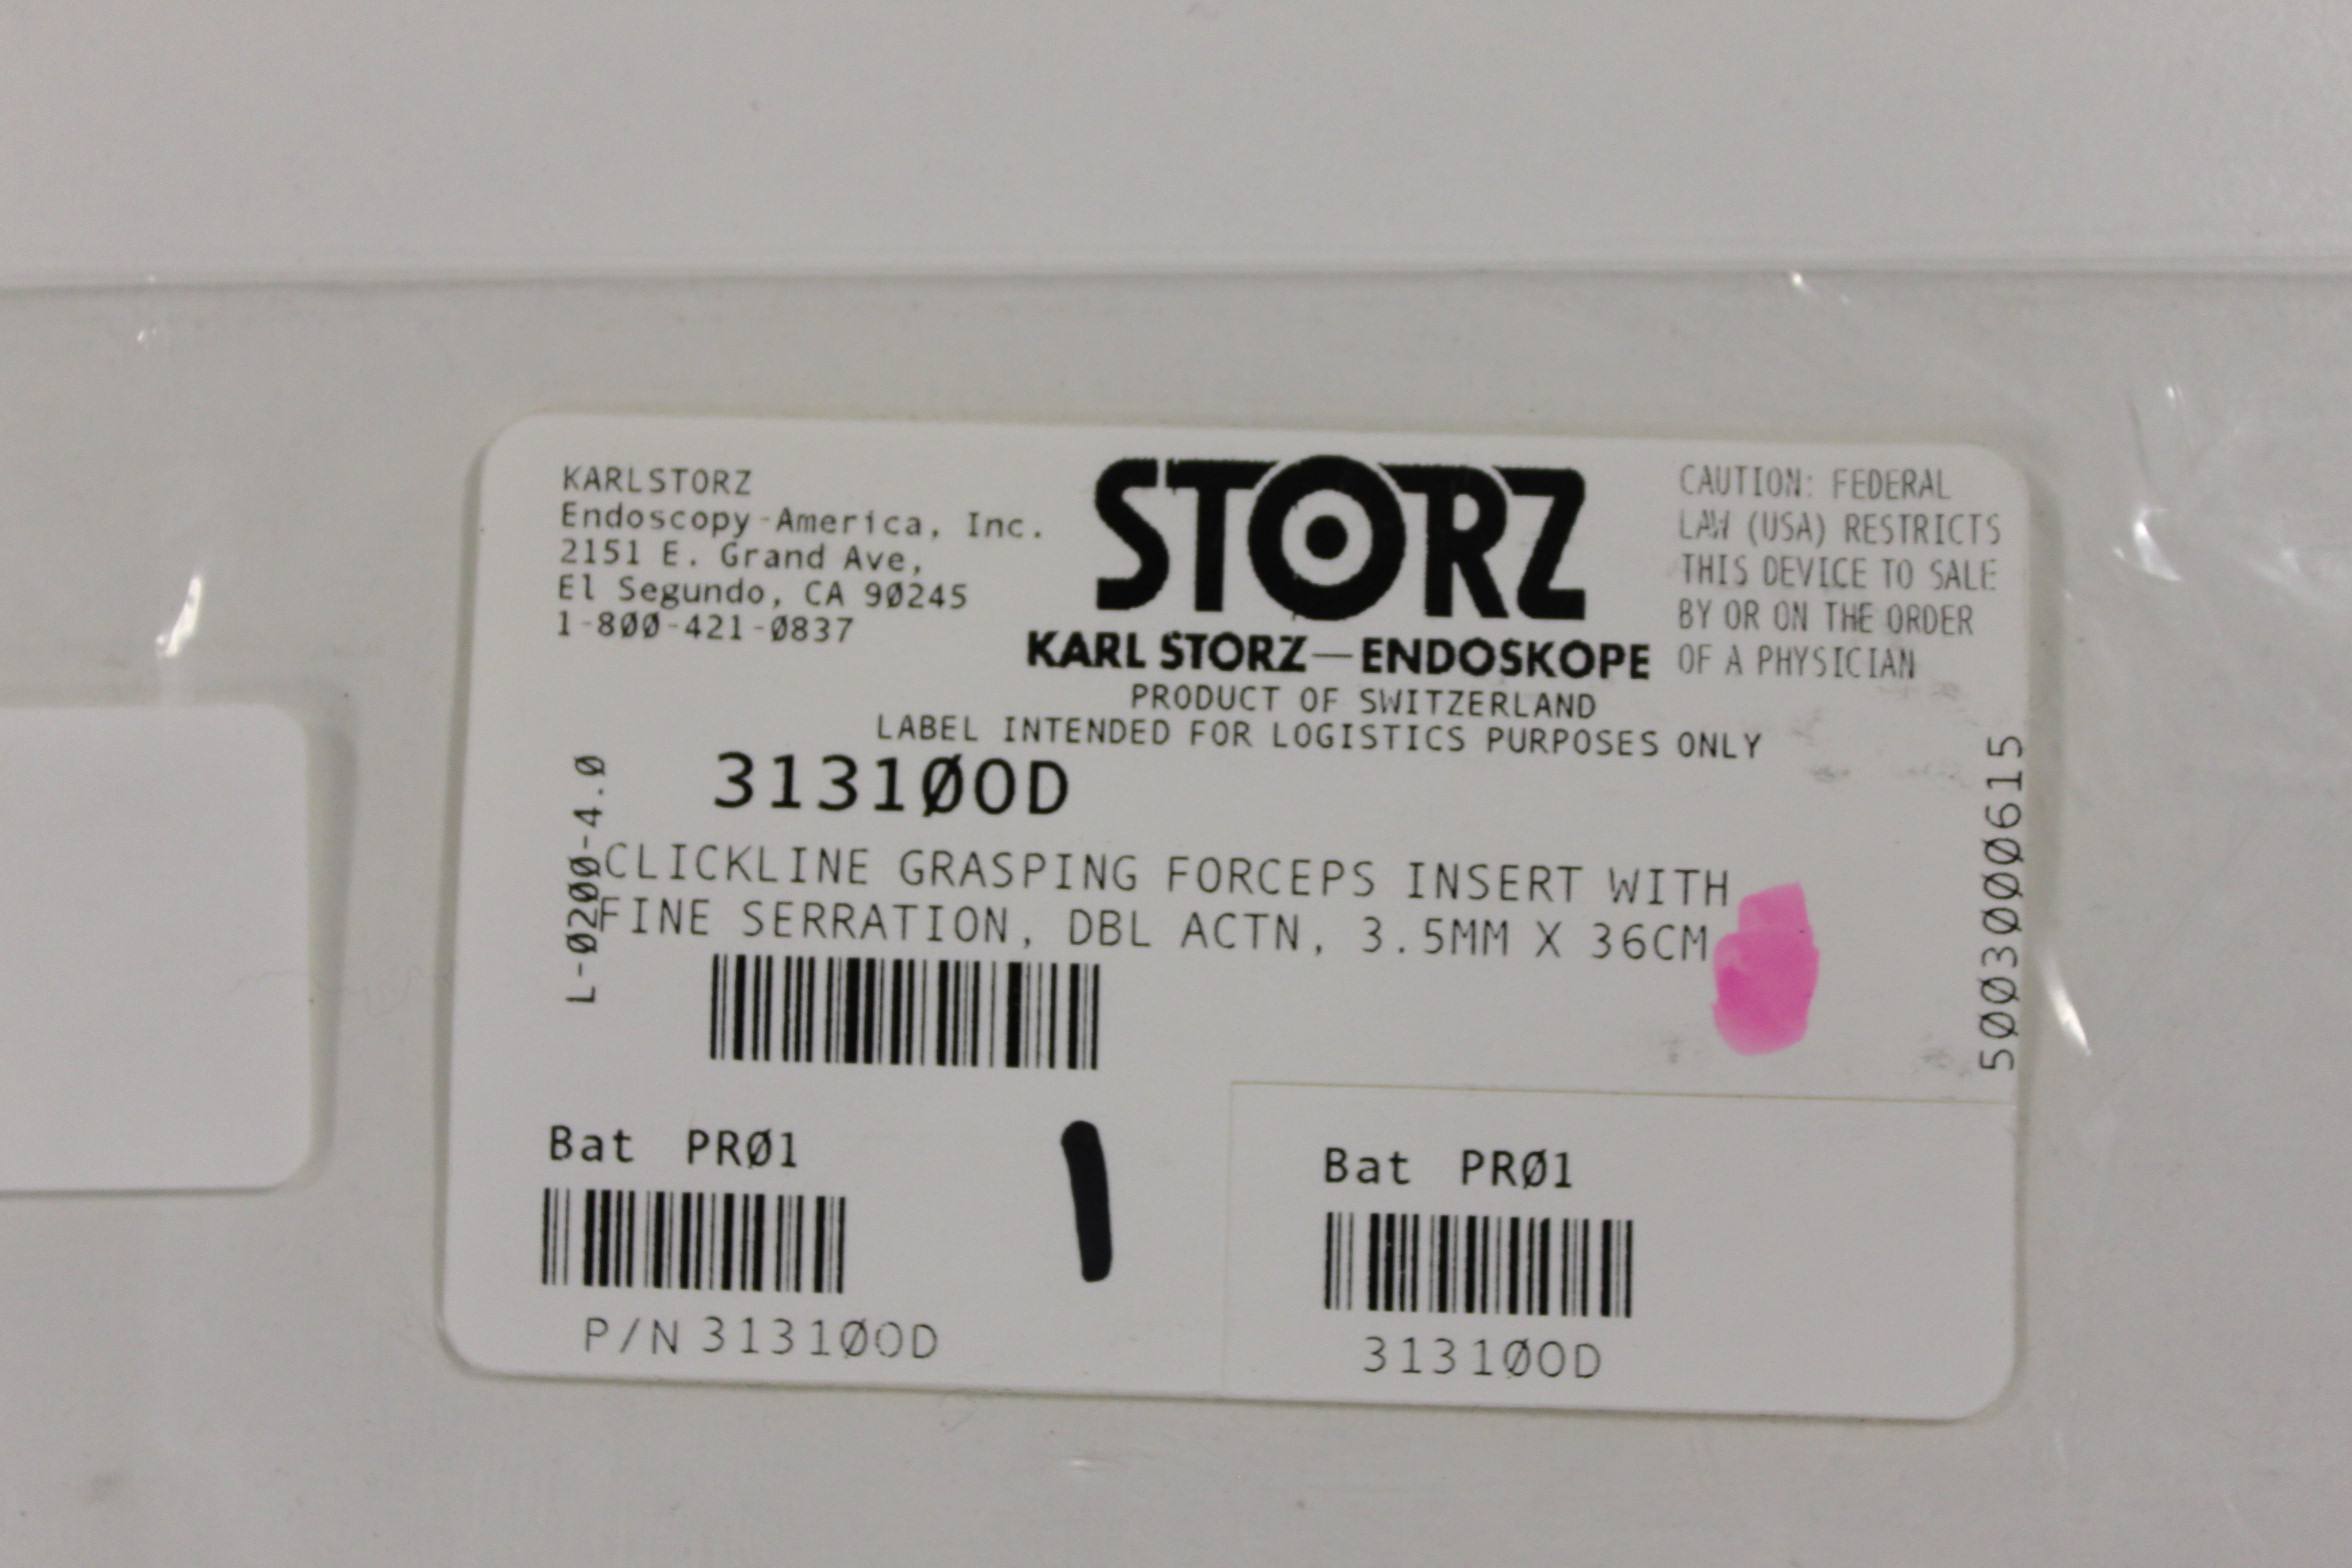 KARLSTORZ
Endoscopy-America, Inc.
2151 E. Grand Ave,
El Segundo, CA 90245
1-800-421-0837
STORZ
KARL STORZ—ENDOSKOPE
PRODUCT OF SWITZERLAND
LABEL INTENDED FOR LOGISTICS PURPOSES ONLY
CAUTION: FEDERAL
LAW (USA) RESTRICTS
THIS DEVICE TO SALE
BY OR ON THE ORDER
OF A PHYSICIAN
31310OD
L-0200-4.0
CLICKLINE GRASPING FORCEPS INSERT WITH
FINE SERRATION, DBL ACTN, 3.5MM X 36CM
5003000615
Bat PR01
P/N 31310OD
1
Bat PR01
31310OD